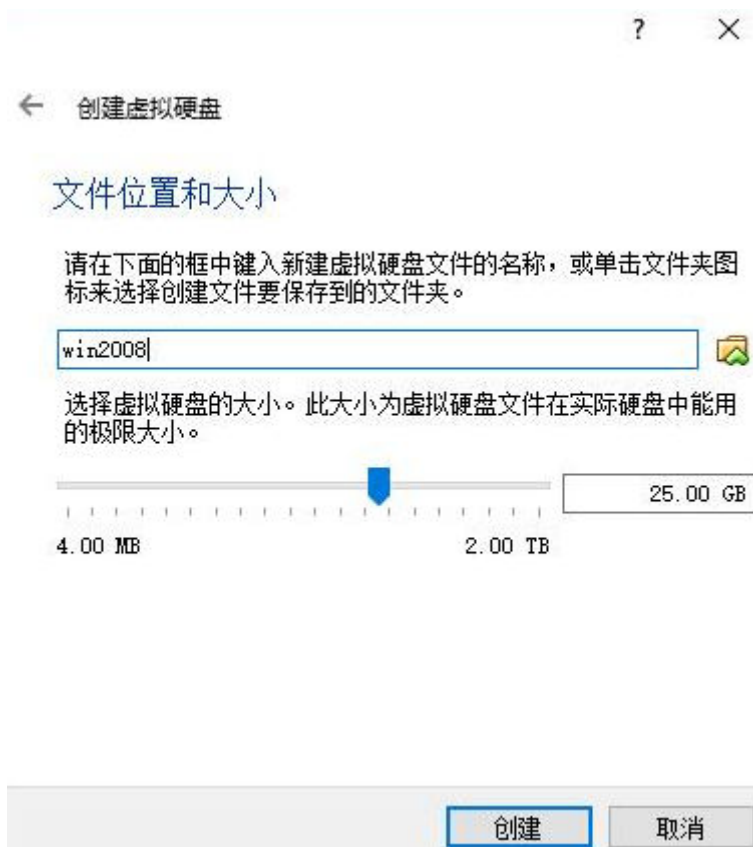 ?
创建虚拟硬盘
文件位置和大小
请在下面的框中键入新建虚拟硬盘文件的名称，或单击文件夹图
标来选择创建文件要保存到的文件夹。
win2008
选择虚拟硬盘的大小。此大小为虚拟硬盘文件在实际硬盘中能用
的极限大小。
25.00 GB
4.00 MB 2.00 TB
创建 取消